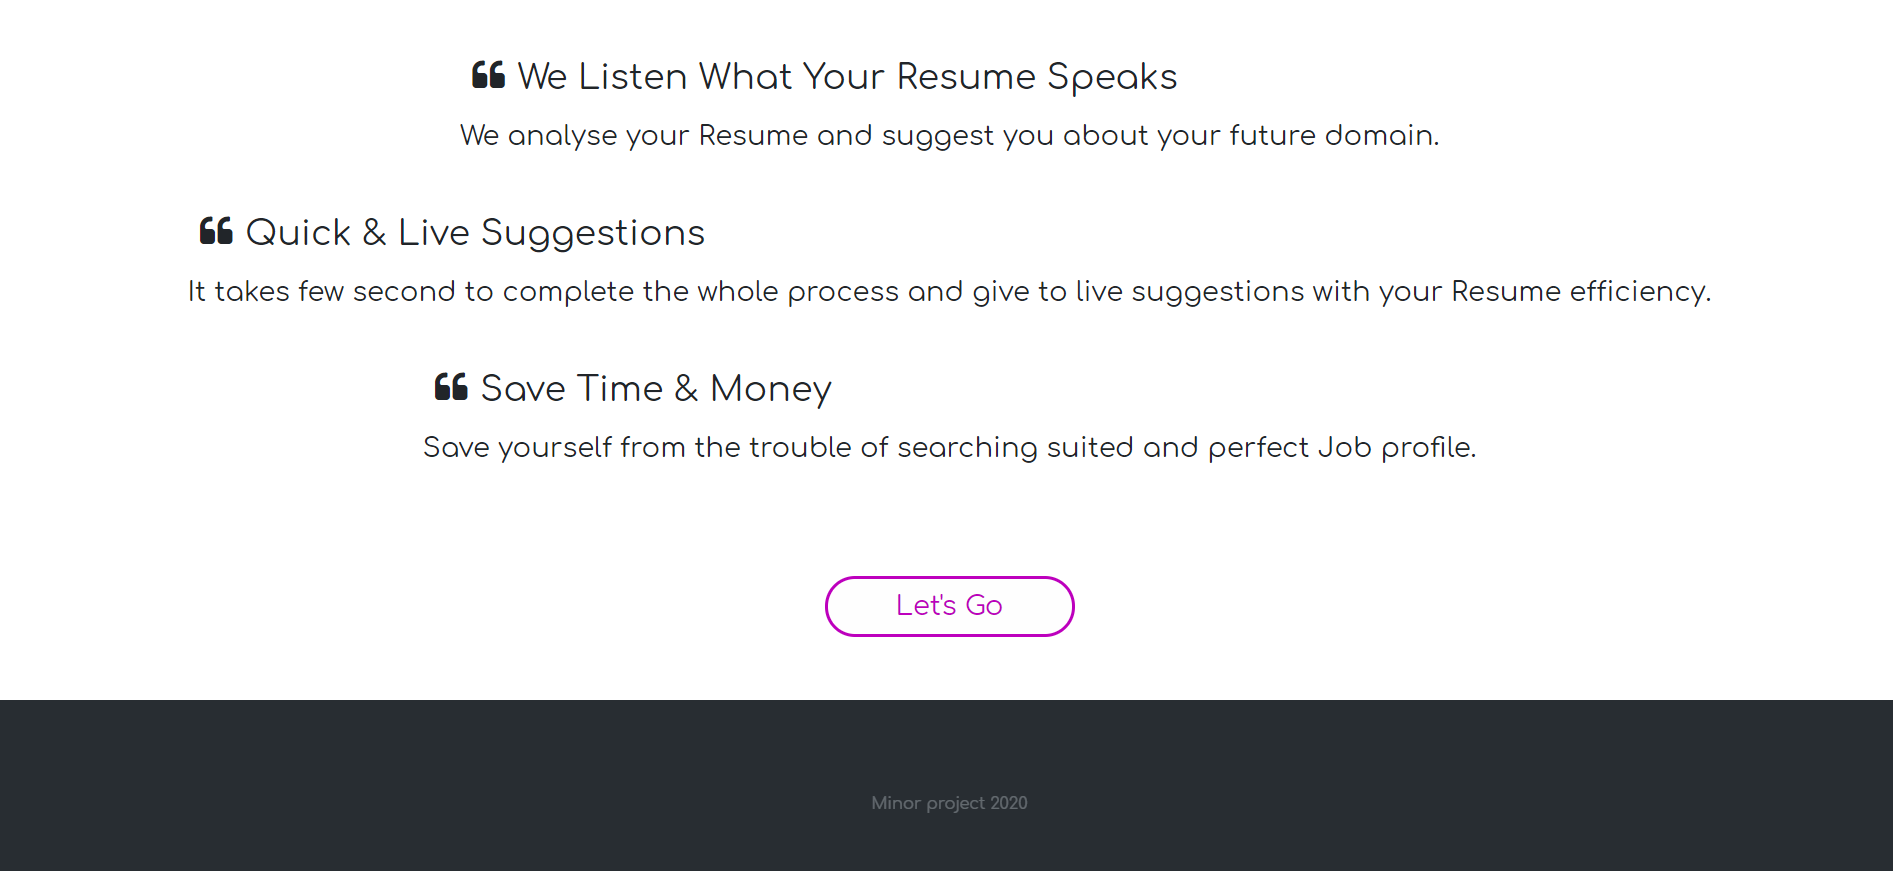 ❝ We Listen What Your Resume Speaks
We analyse your Resume and suggest you about your future domain.
❝ Quick & Live Suggestions
It takes few second to complete the whole process and give to live suggestions with your Resume efficiency.
❝ Save Time & Money
Save yourself from the trouble of searching suited and perfect Job profile.
Let's Go
Minor project 2020